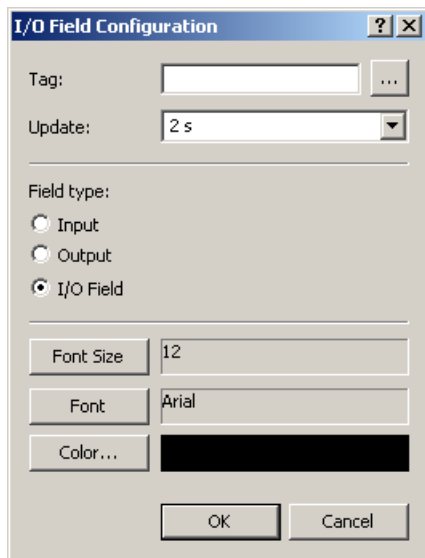 I/O Field Configuration
Tag: ...
Update: 2 s
Field type:
Input
Output
I/O Field
Font Size 12
Font Arial
Color...
OK Cancel